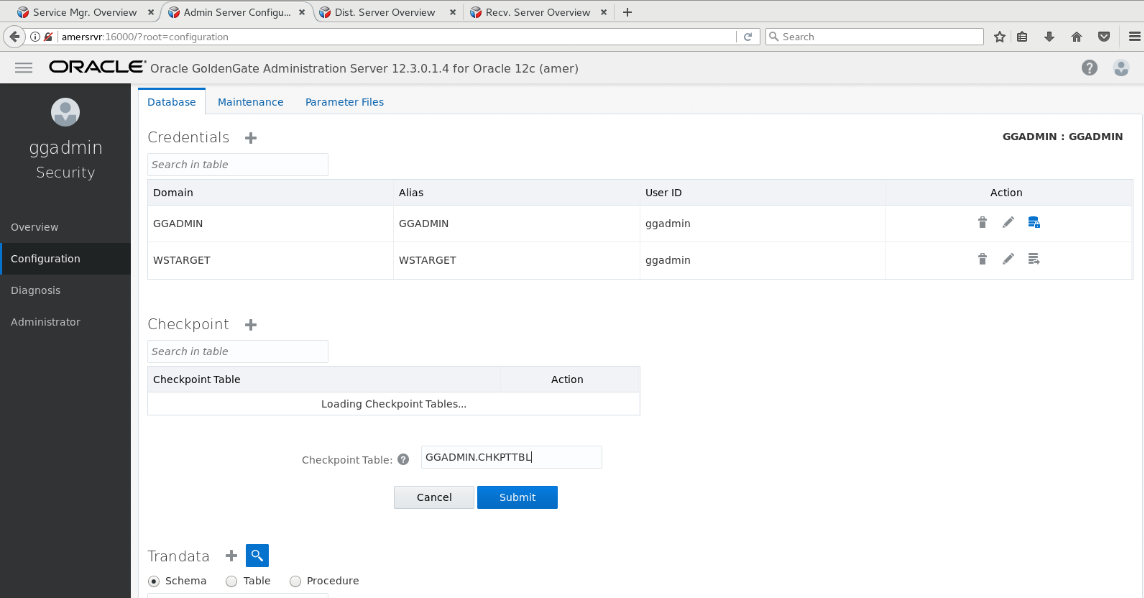 Service Mgr. Overview × Admin Server Configu... × Dist. Server Overview × Recv. Server Overview × +
amersrvr:16000/?root=configuration Search
ORACLE Oracle GoldenGate Administration Server 12.3.0.1.4 for Oracle 12c (amer)
ggadmin
Security
Overview
Configuration
Diagnosis
Administrator
Database Maintenance Parameter Files
Credentials GGADMIN : GGADMIN
Search in table
Domain Alias User ID Action
GGADMIN GGADMIN ggadmin
WSTARGET WSTARGET ggadmin
Checkpoint
Search in table
Checkpoint Table Action
Loading Checkpoint Tables...
Checkpoint Table: ? GGADMIN.CHKPTTBL
Cancel Submit
Trandata
Schema Table Procedure